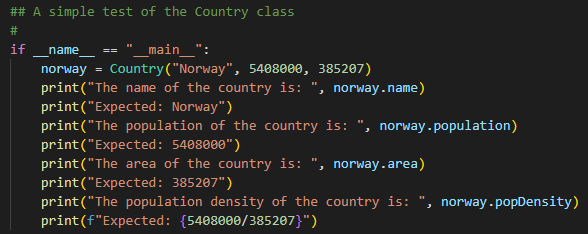 ## A simple test of the Country class
#
if __name__ == "__main__":
    norway = Country("Norway", 5408000, 385207)
    print("The name of the country is: ", norway.name)
    print("Expected: Norway")
    print("The population of the country is: ", norway.population)
    print("Expected: 5408000")
    print("The area of the country is: ", norway.area)
    print("Expected: 385207")
    print("The population density of the country is: ", norway.popDensity)
    print(f"Expected: {5408000/385207}")